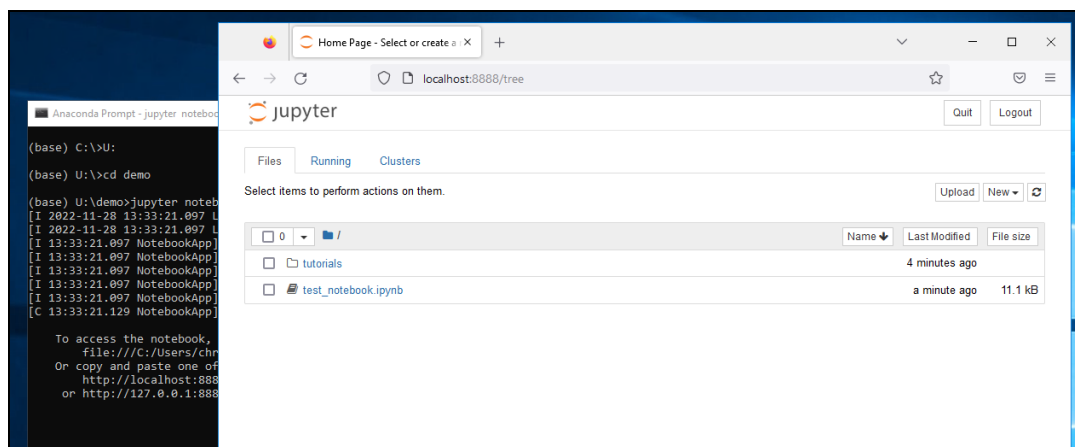 Home Page - Select or create a
localhost:8888/tree
jupyter
Quit
Logout
Files
Running
Clusters
Select items to perform actions on them.
Upload
New
0
/
Name
Last Modified
File size
tutorials
4 minutes ago
test_notebook.ipynb
a minute ago
11.1 kB
Anaconda Prompt - jupyter notebo
(base) C:\>U:
(base) U:\>cd demo
(base) U:\demo>jupyter noteb
[I 2022-11-28 13:33:21.097 L
[I 2022-11-28 13:33:21.097 L
[I 13:33:21.097 NotebookApp]
[I 13:33:21.097 NotebookApp]
[I 13:33:21.097 NotebookApp]
[I 13:33:21.097 NotebookApp]
[I 13:33:21.097 NotebookApp]
[C 13:33:21.129 NotebookApp]
To access the notebook,
file:///C:/Users/chr
Or copy and paste one of
http://localhost:888
or http://127.0.0.1:888